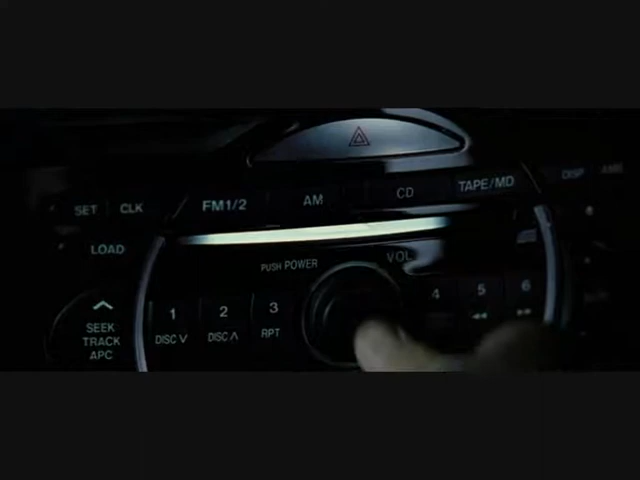 SET CLK FM1/2 AM CD TAPE/MD DISP
LOAD
PUSH POWER VOL
1 2 3 4 5 6
DISC DISC RPT
SEEK
TRACK
APC